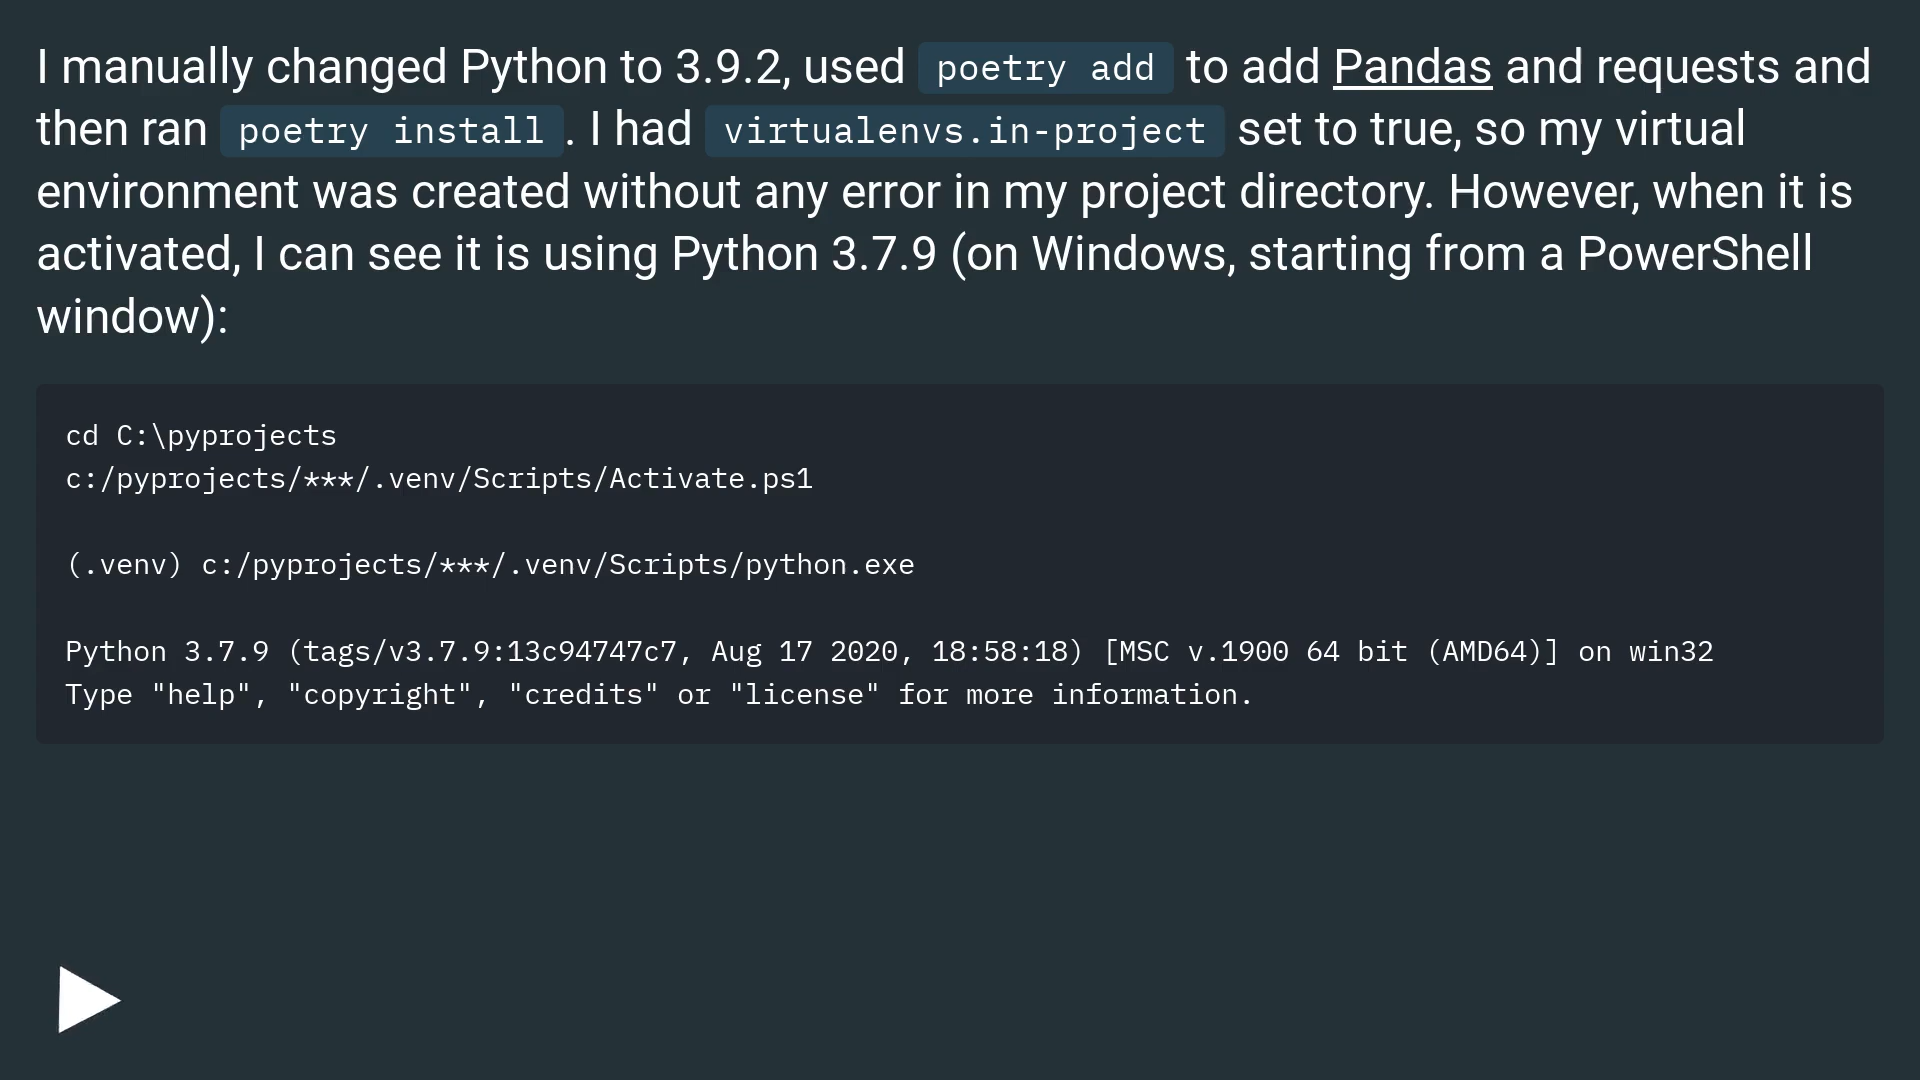 I manually changed Python to 3.9.2, used poetry add to add Pandas and requests and
then ran poetry install . I had virtualenvs.in-project set to true, so my virtual
environment was created without any error in my project directory. However, when it is
activated, I can see it is using Python 3.7.9 (on Windows, starting from a PowerShell
window):
cd C:\pyprojects
c:/pyprojects/***/.venv/Scripts/Activate.ps1
(.venv) c:/pyprojects/***/.venv/Scripts/python.exe
Python 3.7.9 (tags/v3.7.9:13c94747c7, Aug 17 2020, 18:58:18) [MSC v.1900 64 bit (AMD64)] on win32
Type "help", "copyright", "credits" or "license" for more information.